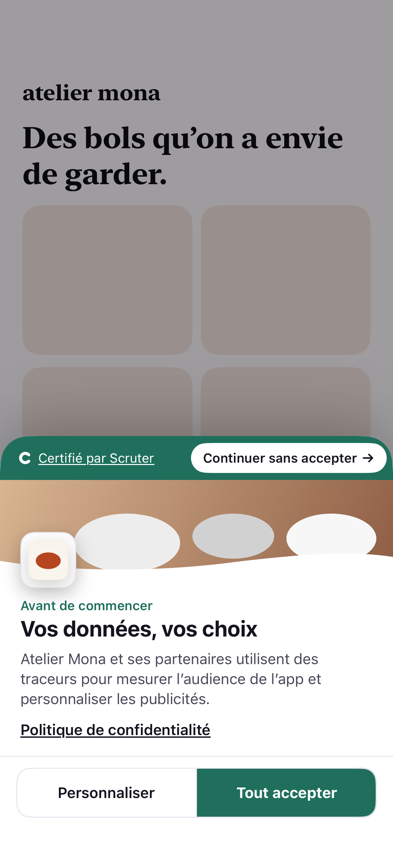 atelier mona
Des bols qu’on a envie
de garder.
Certifié par Scruter
Continuer sans accepter →
Avant de commencer
Vos données, vos choix
Atelier Mona et ses partenaires utilisent des
traceurs pour mesurer l’audience de l’app et
personnaliser les publicités.
Politique de confidentialité
Personnaliser
Tout accepter